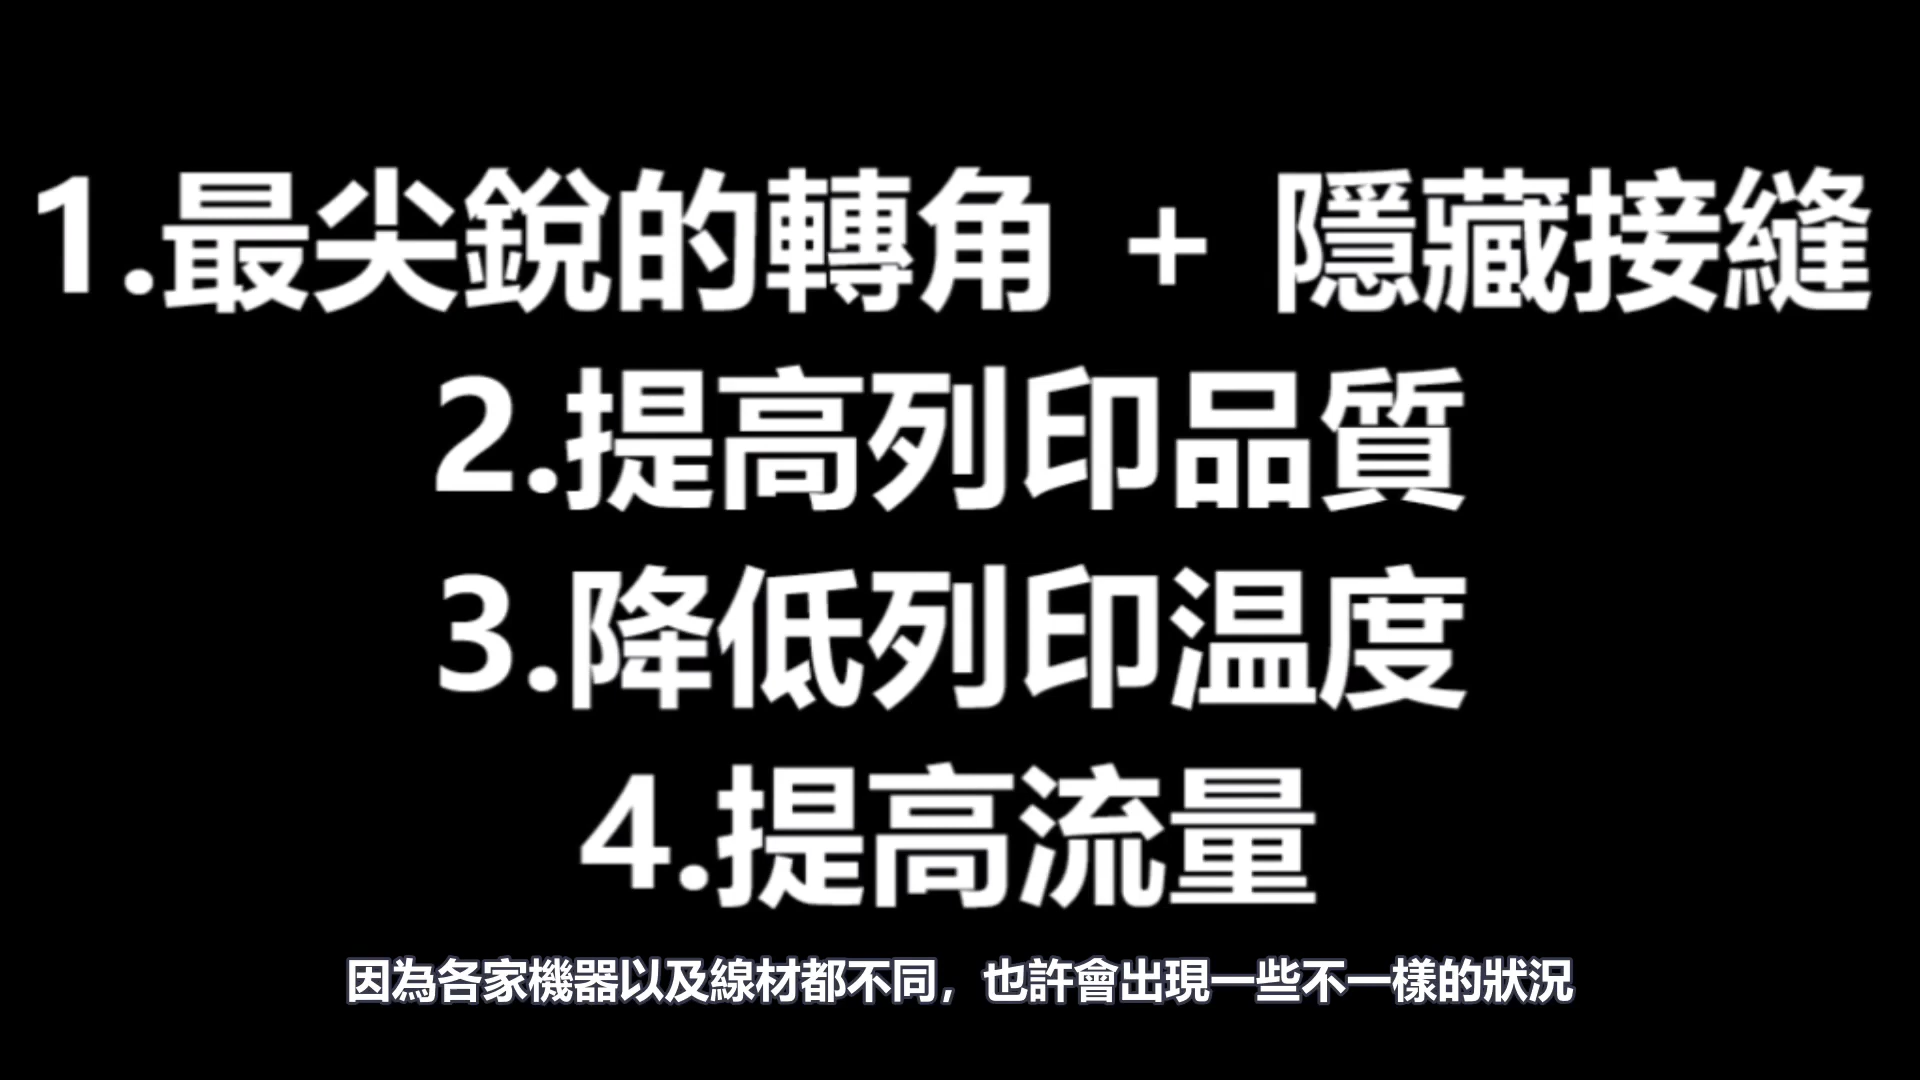 1.最尖銳的轉角 + 隱藏接縫
2.提高列印品質
3.降低列印温度
4.提高流量
因為各家機器以及線材都不同，也許會出現一些不一樣的狀況